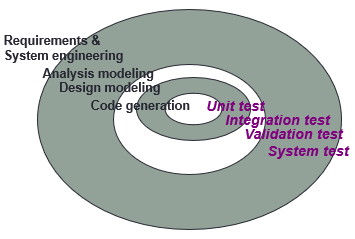 Requirements &
System engineering
Analysis modeling
Design modeling
Code generation
Unit test
Integration test
Validation test
System test